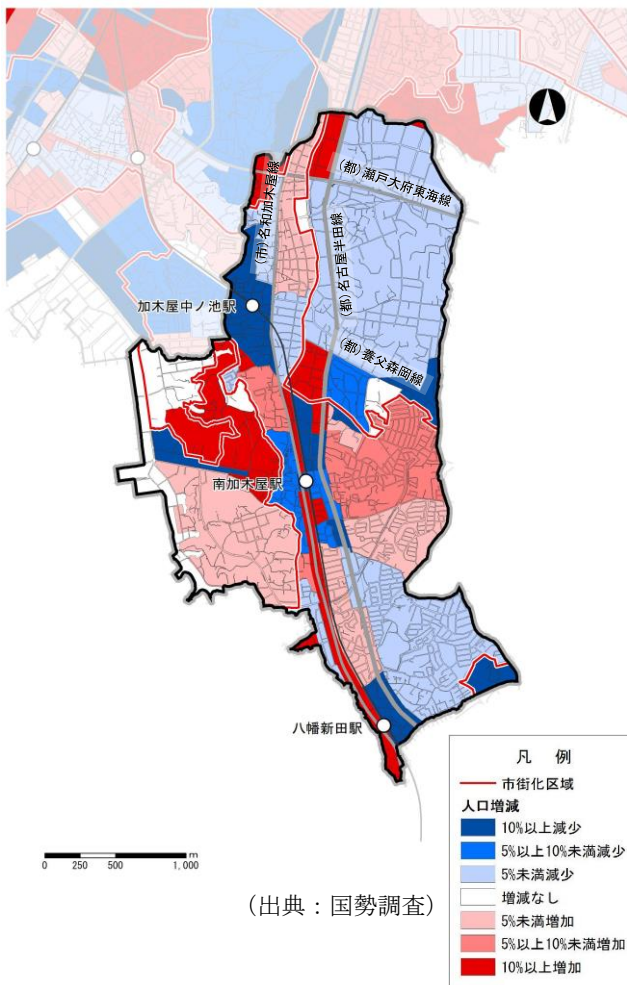 (都)瀬戸大府東海線
(市)名和加木屋線
(都)名古屋半田線
加木屋中ノ池駅
(都)養父森岡線
南加木屋駅
八幡新田駅
凡 例
市街化区域
人口増減
10%以上減少
5%以上10%未満減少
5%未満減少
増減なし
5%未満増加
5%以上10%未満増加
10%以上増加
0 250 500 1,000 m
(出典：国勢調査)